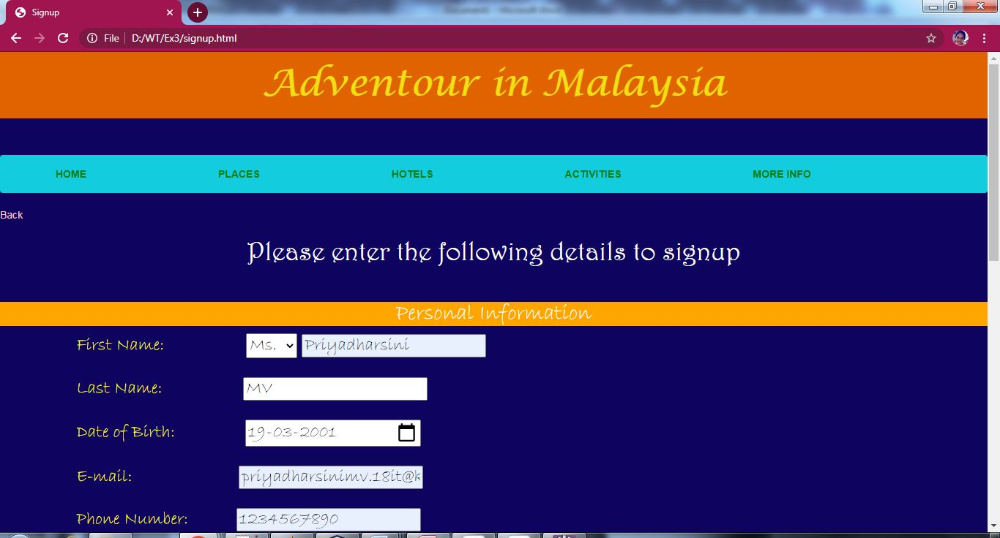 Signup
File D:/WT/Ex3/signup.html
Adventour in Malaysia
HOME PLACES HOTELS ACTIVITIES MORE INFO
Back
Please enter the following details to signup
Personal Information
First Name: Ms. Priyadharsini
Last Name: MV
Date of Birth: 19-03-2001
E-mail: priyadharsinimv.18it@k
Phone Number: 1234567890